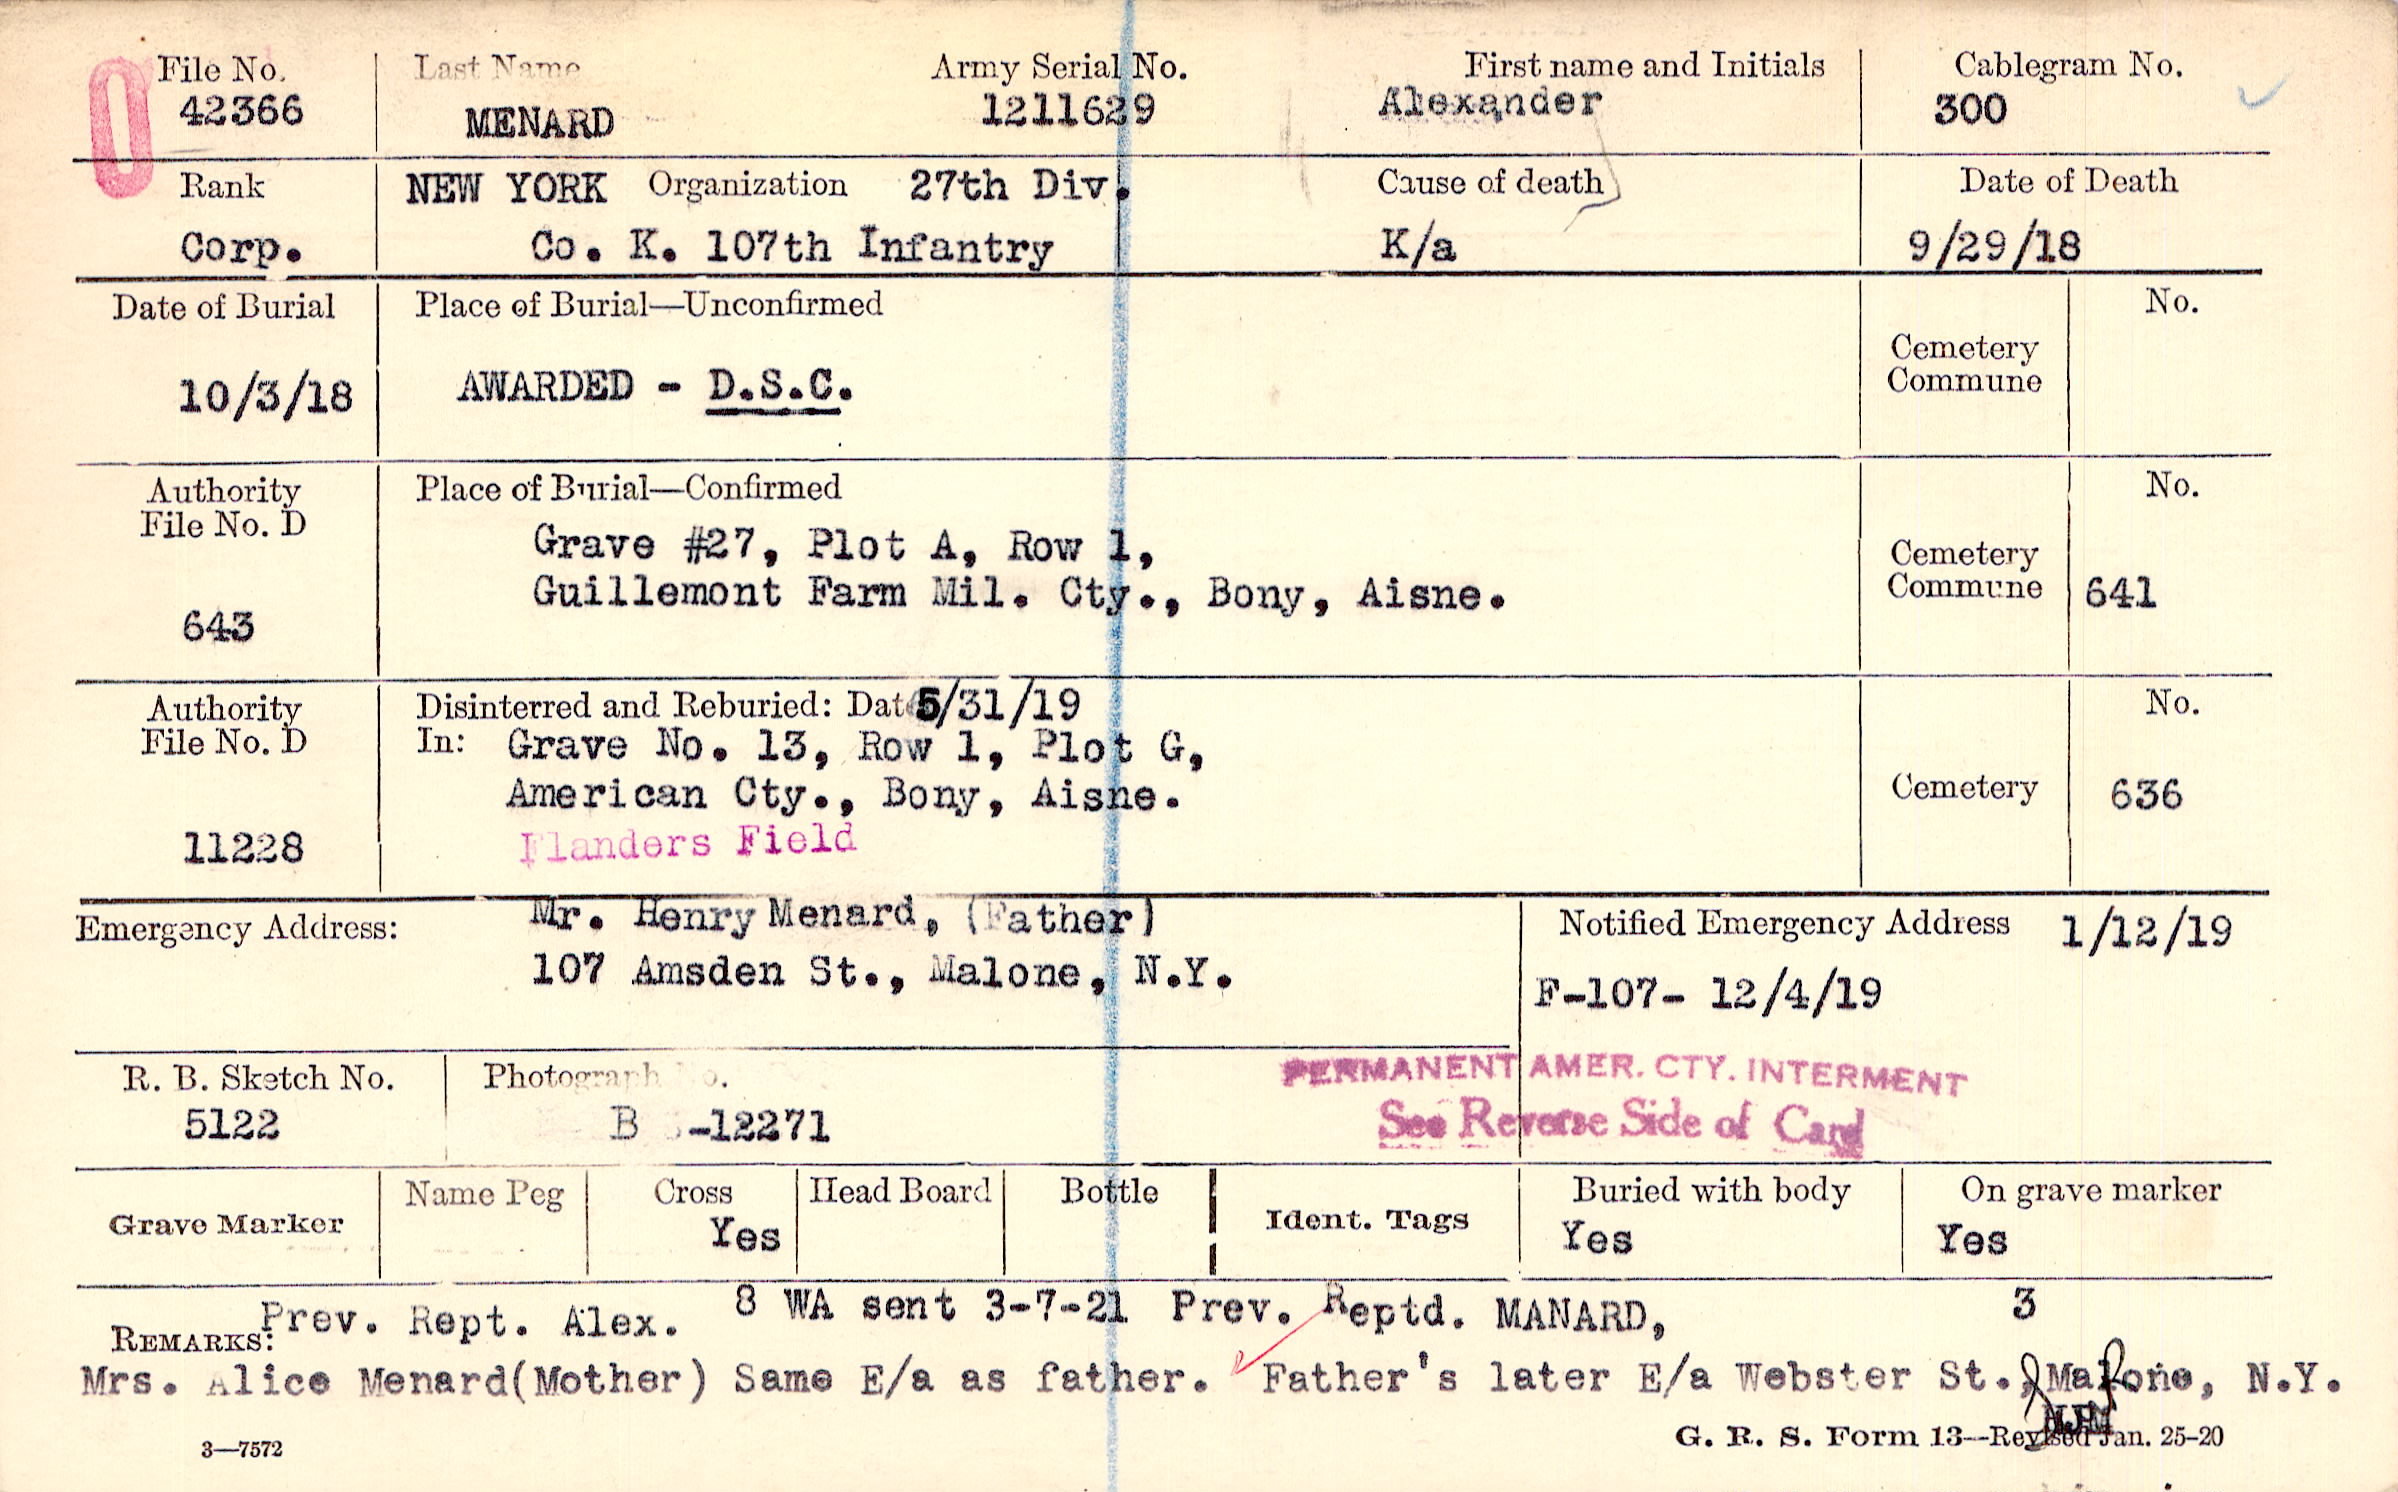 File No. Last Name Army Serial No. First name and Initials Cablegram No.
42366 MENARD 1211629 Alexander 300
Rank NEW YORK Organization 27th Div. Cause of death Date of Death
Corp. Co. K. 107th Infantry K/a 9/29/18
Date of Burial Place of Burial—Unconfirmed No.
Cemetery
Commune
10/3/18 AWARDED - D.S.C.
Authority Place of Burial—Confirmed No.
File No. D
Grave #27, Plot A, Row 1,
Cemetery
Guillemont Farm Mil. Cty., Bony, Aisne. Commune 641
643
Authority Disinterred and Reburied: Date 5/31/19 No.
File No. D In: Grave No. 13, Row 1, Plot G,
American Cty., Bony, Aisne. Cemetery 636
11228 Flanders Field
Emergency Address: Mr. Henry Menard, (Father) Notified Emergency Address 1/12/19
107 Amsden St., Malone, N.Y. F-107- 12/4/19
R. B. Sketch No. Photograph No. PERMANENT AMER. CTY. INTERMENT
5122 B -12271 See Reverse Side of Card
Grave Marker Name Peg Cross Head Board Bottle Ident. Tags Buried with body On grave marker
Yes Yes Yes
REMARKS: Prev. Rept. Alex. 8 WA sent 3-7-21 Prev. Reptd. MANARD, 3
Mrs. Alice Menard(Mother) Same E/a as father. Father's later E/a Webster St., Malone, N.Y.
3—7572 G. R. S. Form 13—Revised Jan. 25-20